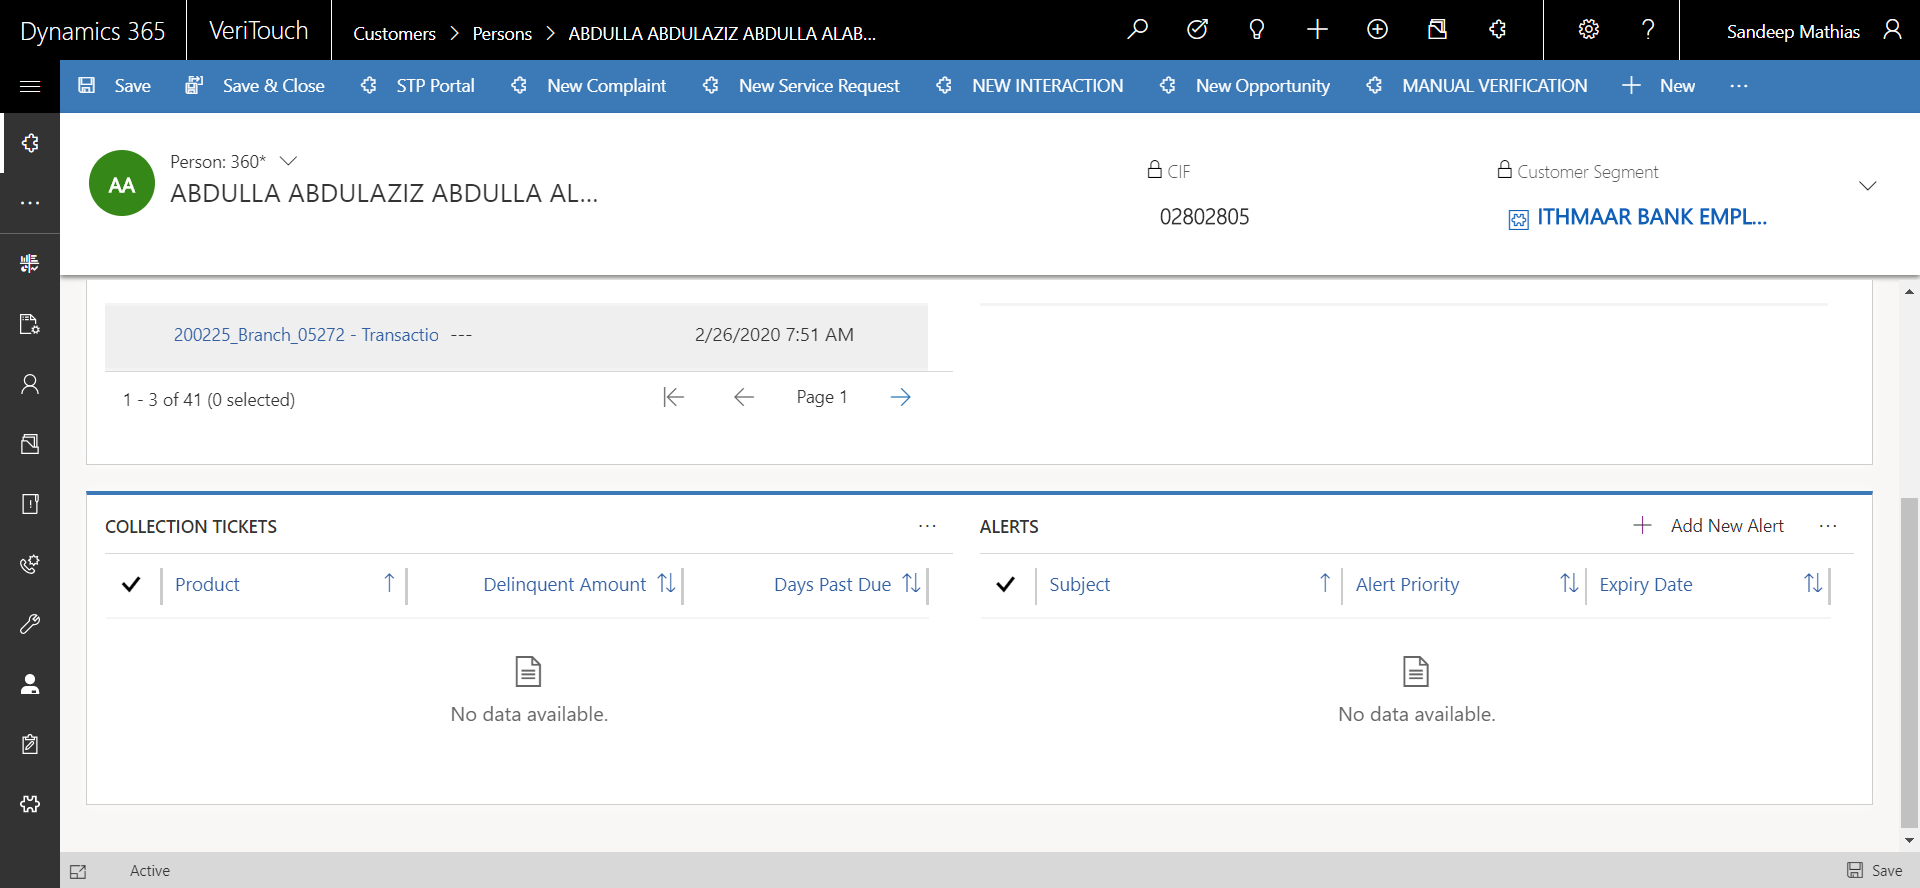 Dynamics 365 VeriTouch Customers > Persons > ABDULLA ABDULAZIZ ABDULLA ALAB... ? Sandeep Mathias
Save Save & Close STP Portal New Complaint New Service Request NEW INTERACTION New Opportunity MANUAL VERIFICATION + New ...
AA
Person: 360*
ABDULLA ABDULAZIZ ABDULLA AL...
CIF
02802805
Customer Segment
ITHMAAR BANK EMPL...
200225_Branch_05272 - Transactio --- 2/26/2020 7:51 AM
1 - 3 of 41 (0 selected) Page 1
COLLECTION TICKETS ...
Product Delinquent Amount Days Past Due
No data available.
ALERTS + Add New Alert ...
Subject Alert Priority Expiry Date
No data available.
Active Save